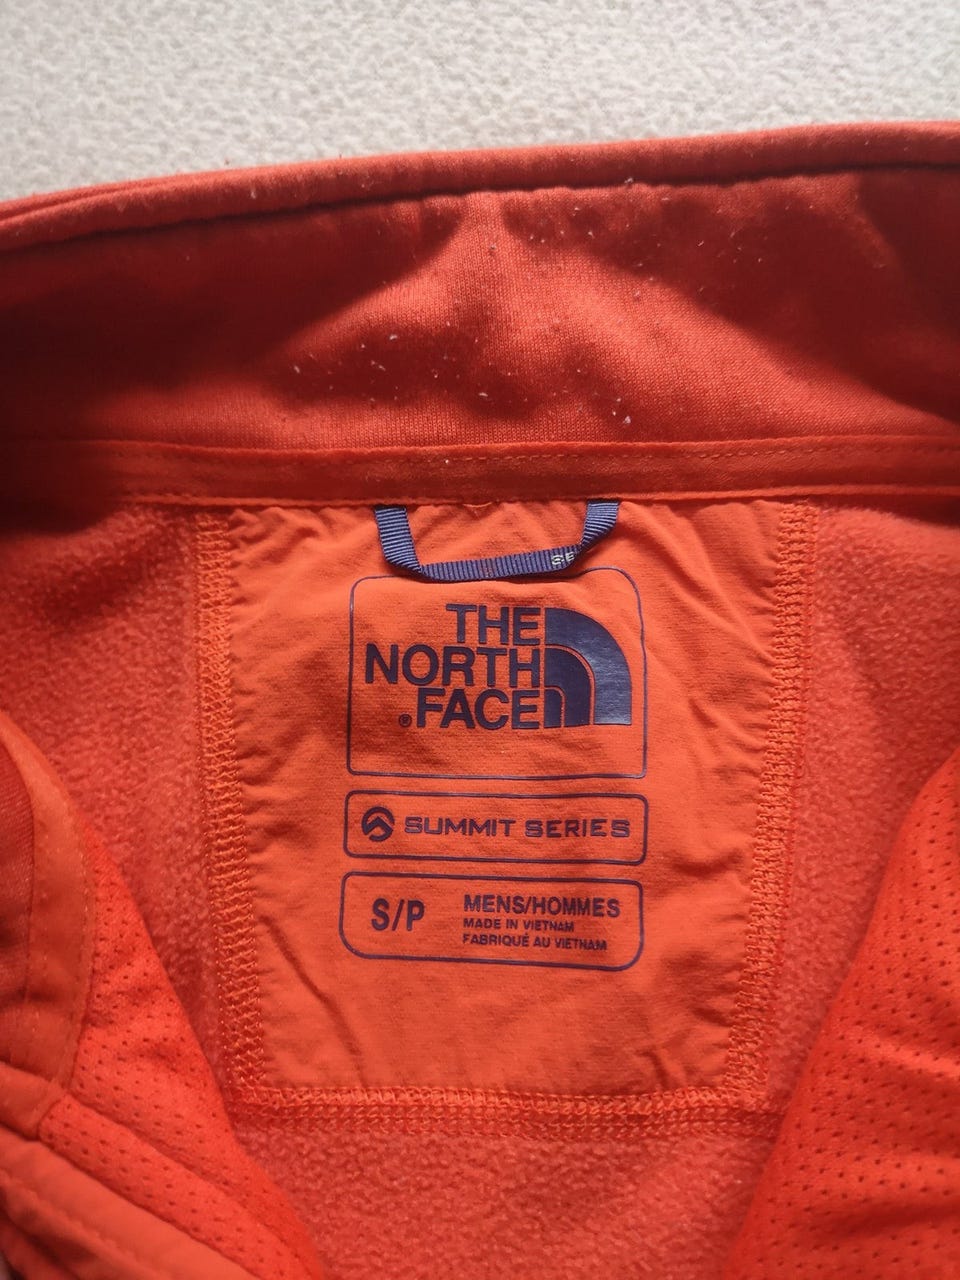 THE
NORTH
® FACE
SUMMIT SERIES
S/P
MENS/HOMMES
MADE IN VIETNAM
FABRIQUÉ AU VIETNAM